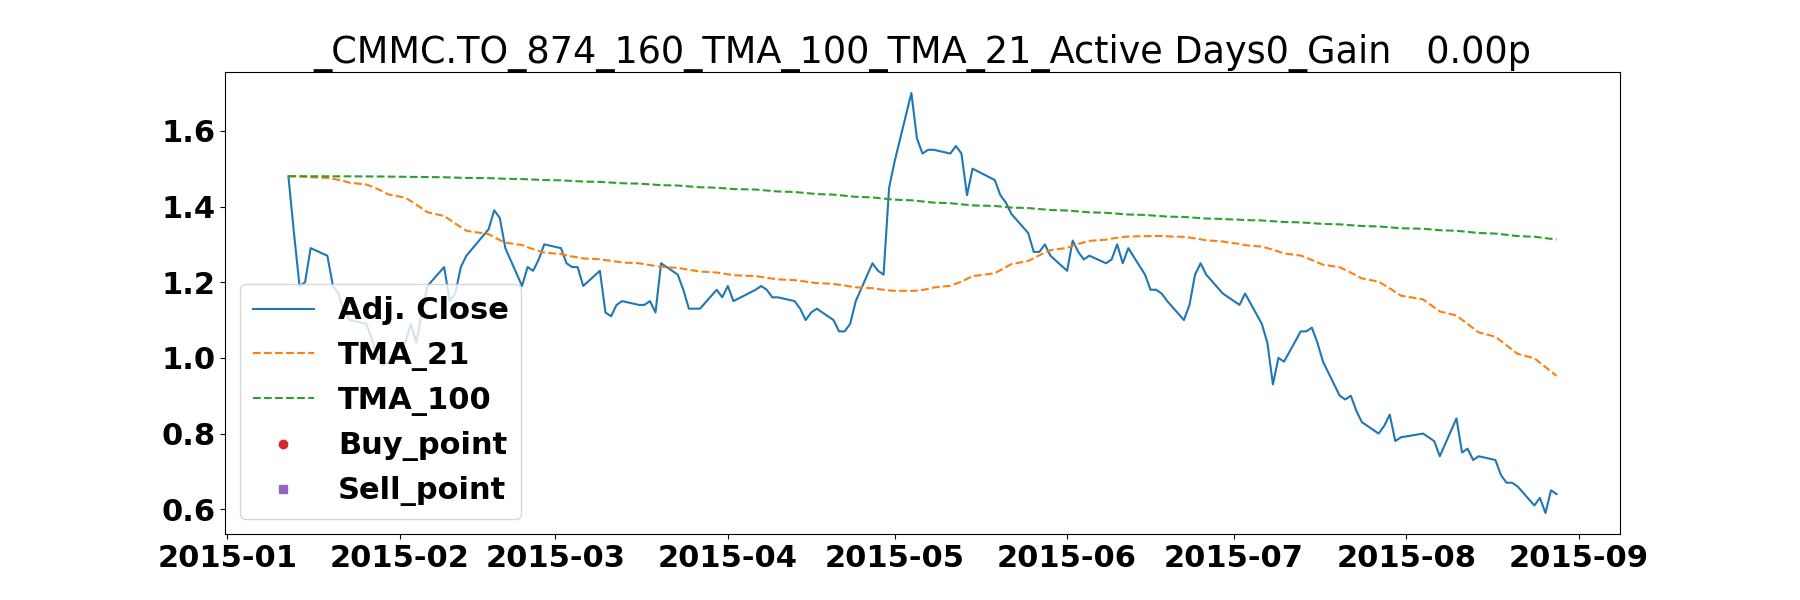 _CMMC.TO_874_160_TMA_100_TMA_21_Active Days0_Gain   0.00p
1.6
1.4
1.2
1.0
0.8
0.6
Adj. Close
TMA_21
TMA_100
Buy_point
Sell_point
2015-01 2015-02 2015-03 2015-04 2015-05 2015-06 2015-07 2015-08 2015-09